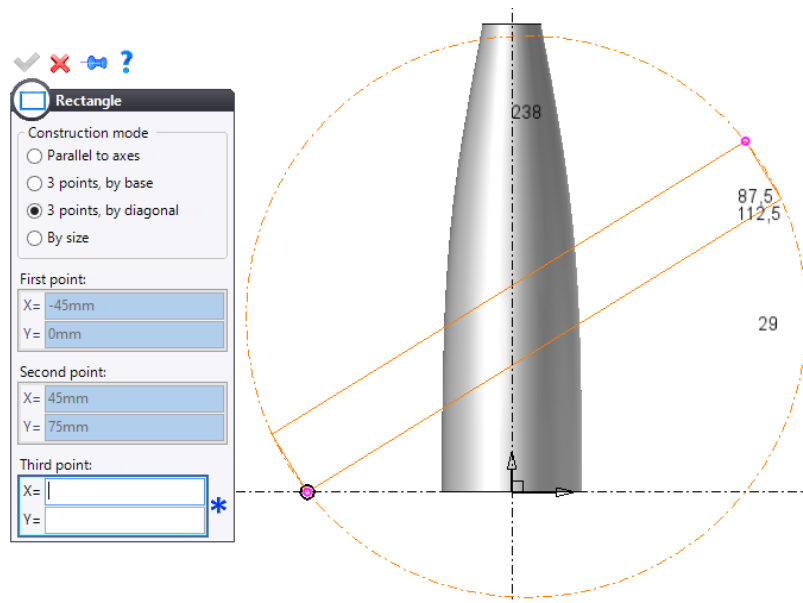 ?
Rectangle
Construction mode
Parallel to axes
3 points, by base
3 points, by diagonal
By size
First point:
X= -45mm
Y= 0mm
Second point:
X= 45mm
Y= 75mm
Third point:
X=
Y=
*
238
87,5
112,5
29